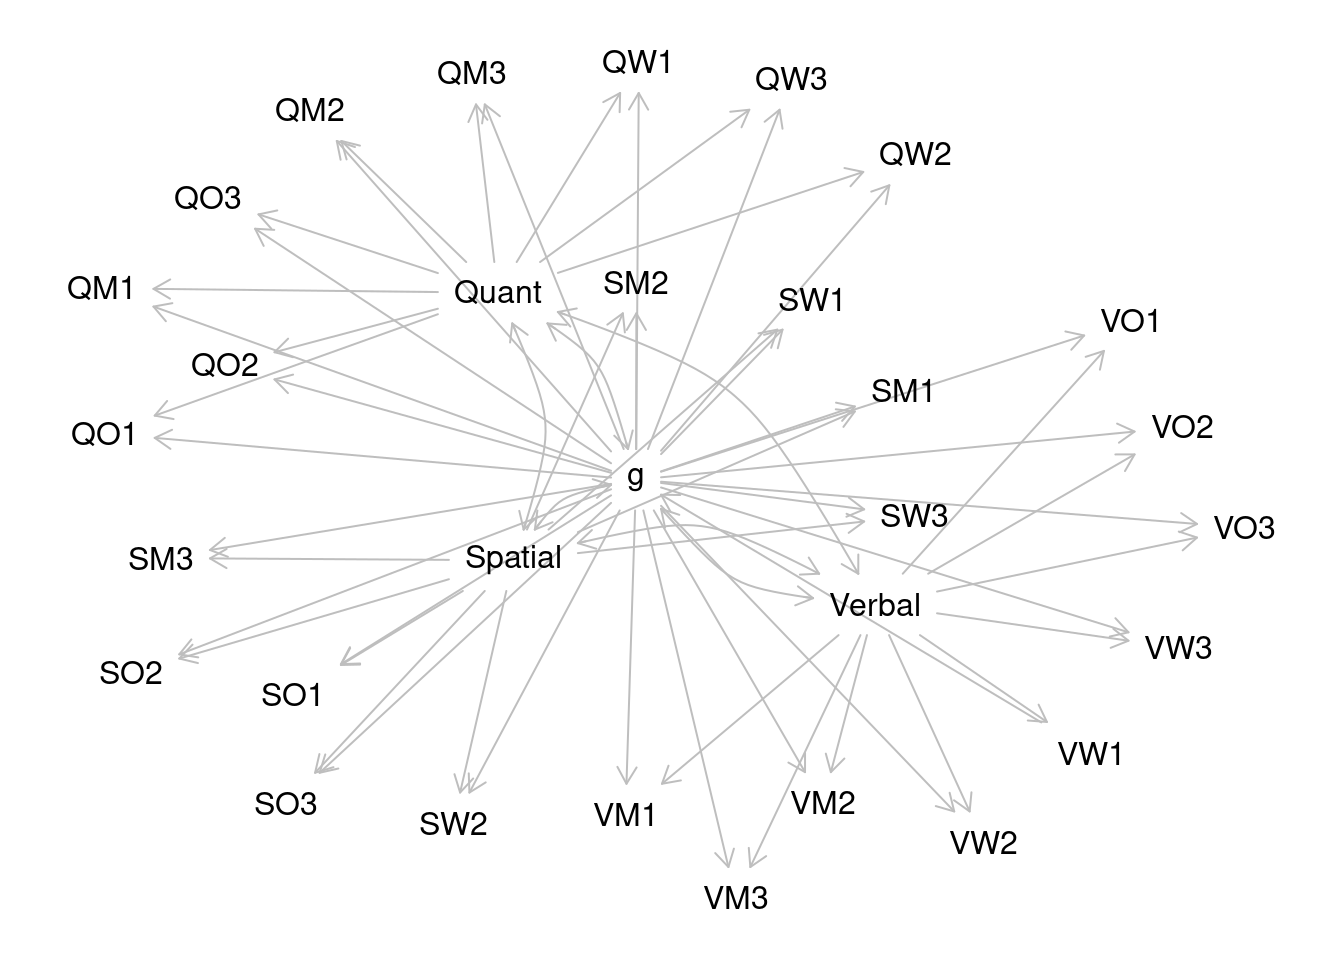 QW1
QM3
QW3
QM2
QW2
QO3
SM2
QM1
Quant
SW1
VO1
QO2
SM1
VO2
QO1
g
SW3
VO3
SM3
Spatial
Verbal
VW3
SO2
SO1
VW1
SO3
VM2
VM1
SW2
VW2
VM3